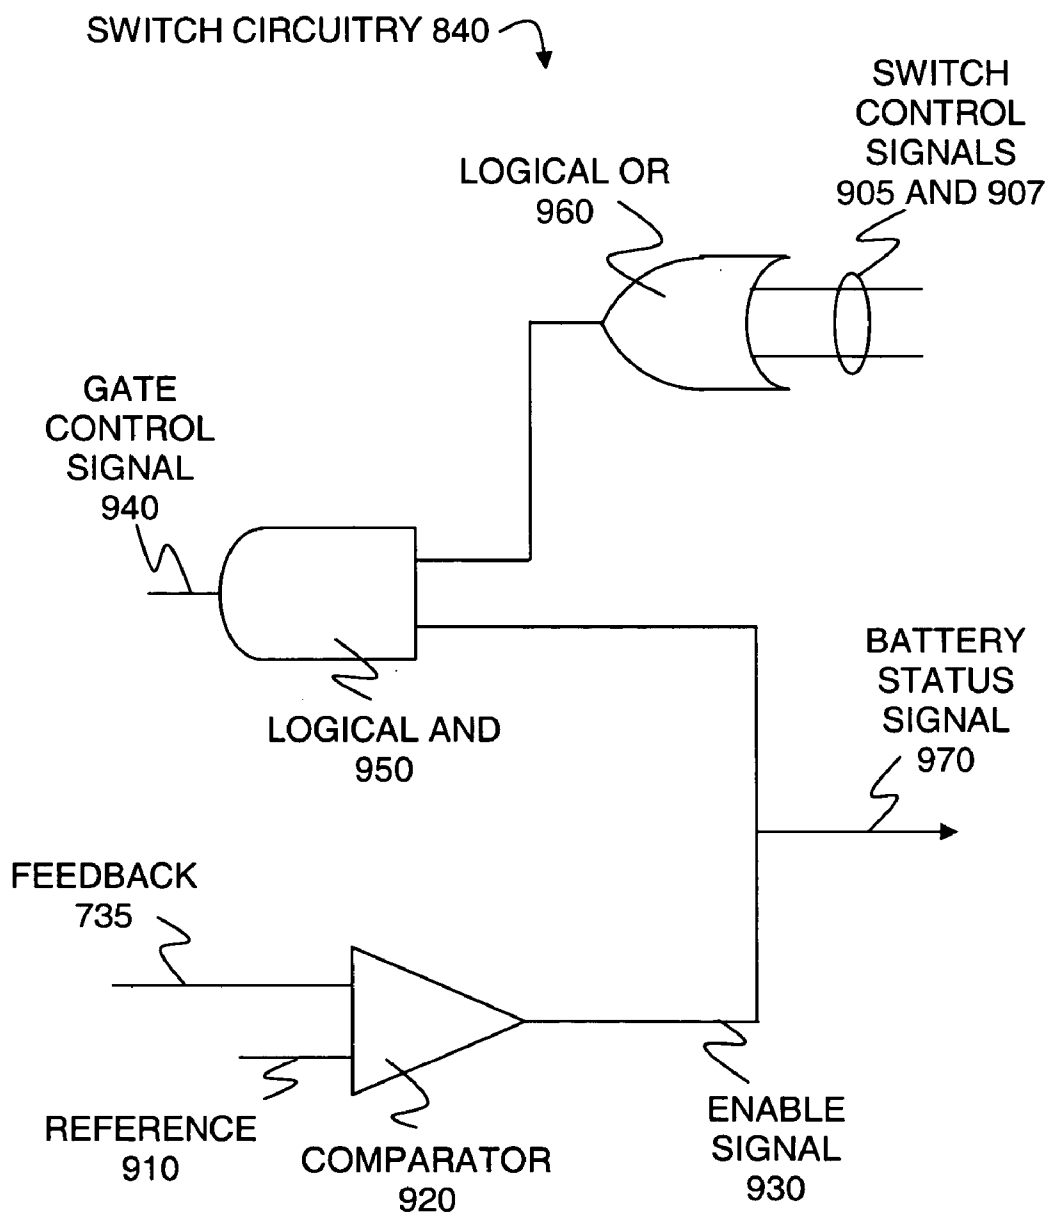 SWITCH CIRCUITRY 840
SWITCH
CONTROL
SIGNALS
905 AND 907
LOGICAL OR
960
GATE
CONTROL
SIGNAL
940
LOGICAL AND
950
BATTERY
STATUS
SIGNAL
970
FEEDBACK
735
REFERENCE
910
COMPARATOR
920
ENABLE
SIGNAL
930